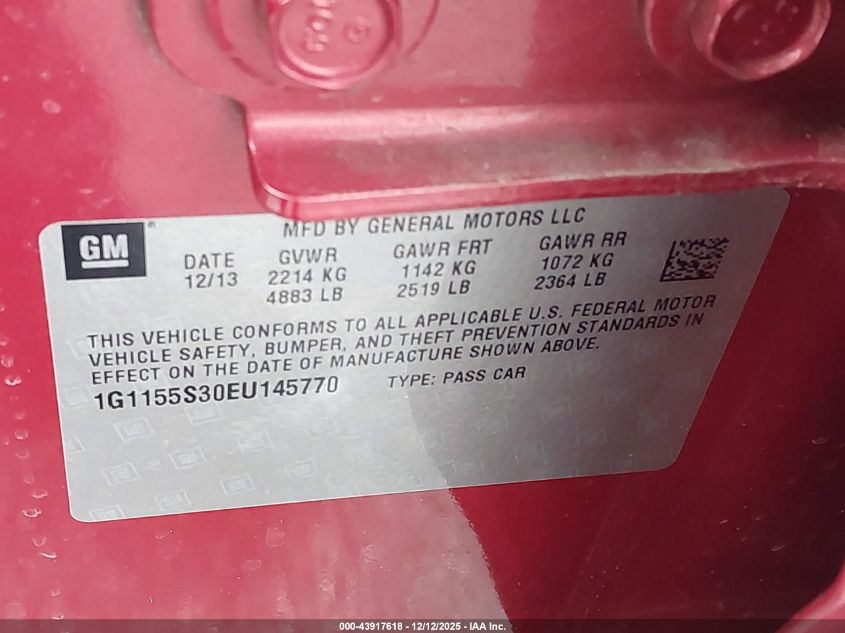 GM
MFD BY GENERAL MOTORS LLC
DATE GVWR GAWR FRT GAWR RR
12/13 2214 KG 1142 KG 1072 KG
4883 LB 2519 LB 2364 LB
THIS VEHICLE CONFORMS TO ALL APPLICABLE U.S. FEDERAL MOTOR
VEHICLE SAFETY, BUMPER, AND THEFT PREVENTION STANDARDS IN
EFFECT ON THE DATE OF MANUFACTURE SHOWN ABOVE.
1G1155S30EU145770 TYPE: PASS CAR
000-43917618 - 12/12/2025 - IAA Inc.